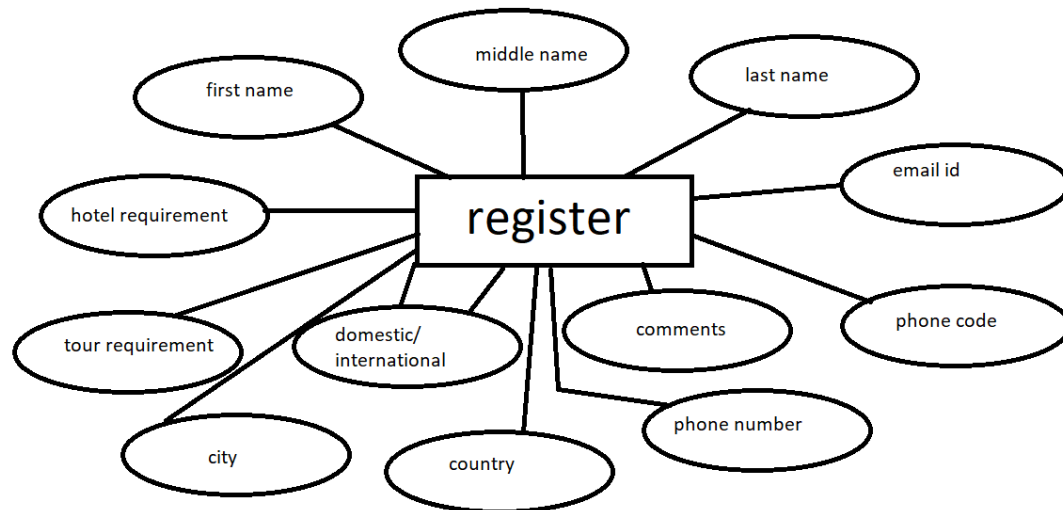 middle name
last name
first name
email id
hotel requirement
register
phone code
comments
domestic/
international
tour requirement
phone number
city
country